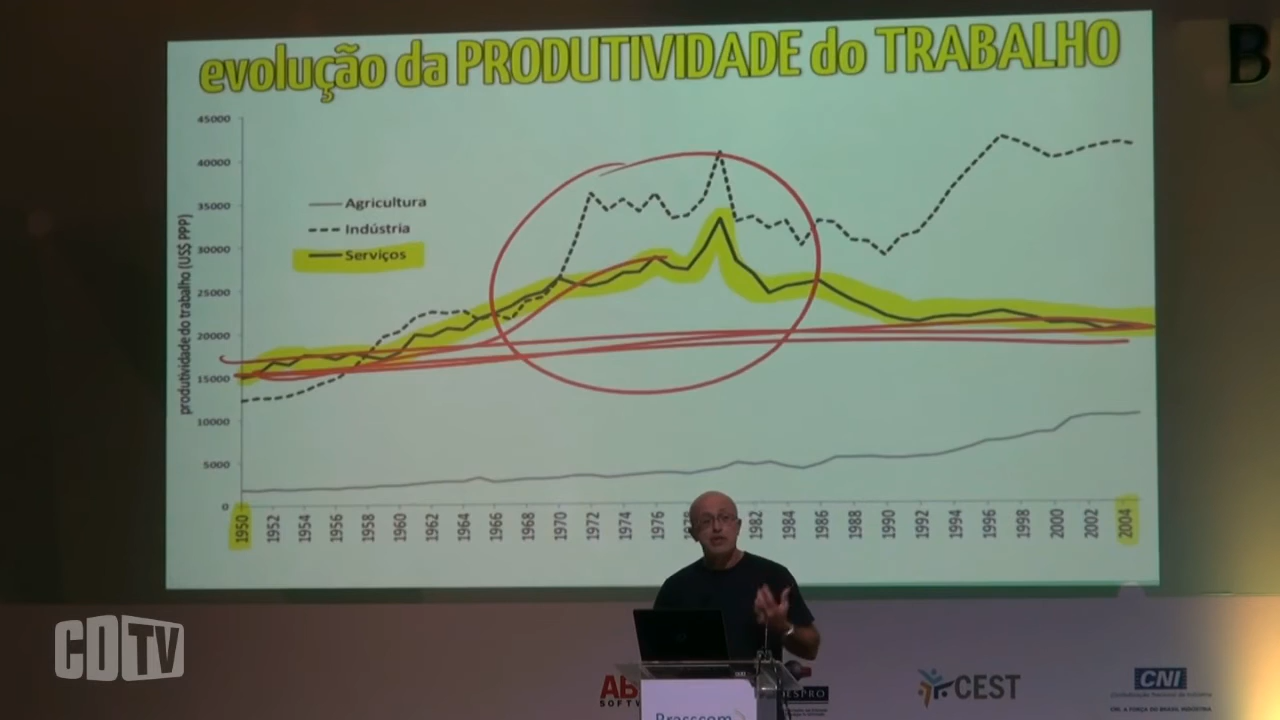 evolução da PRODUTIVIDADE do TRABALHO
B
45000
40000
35000
30000
25000
20000
15000
10000
5000
0
produtividade do trabalho (US$ PPP)
Agricultura
Indústria
Serviços
1950 1952 1954 1956 1958 1960 1962 1964 1966 1968 1970 1972 1974 1976 1982 1984 1986 1988 1990 1992 1994 1996 1998 2000 2002 2004
CDTV
CEST
CNI
Brasscom